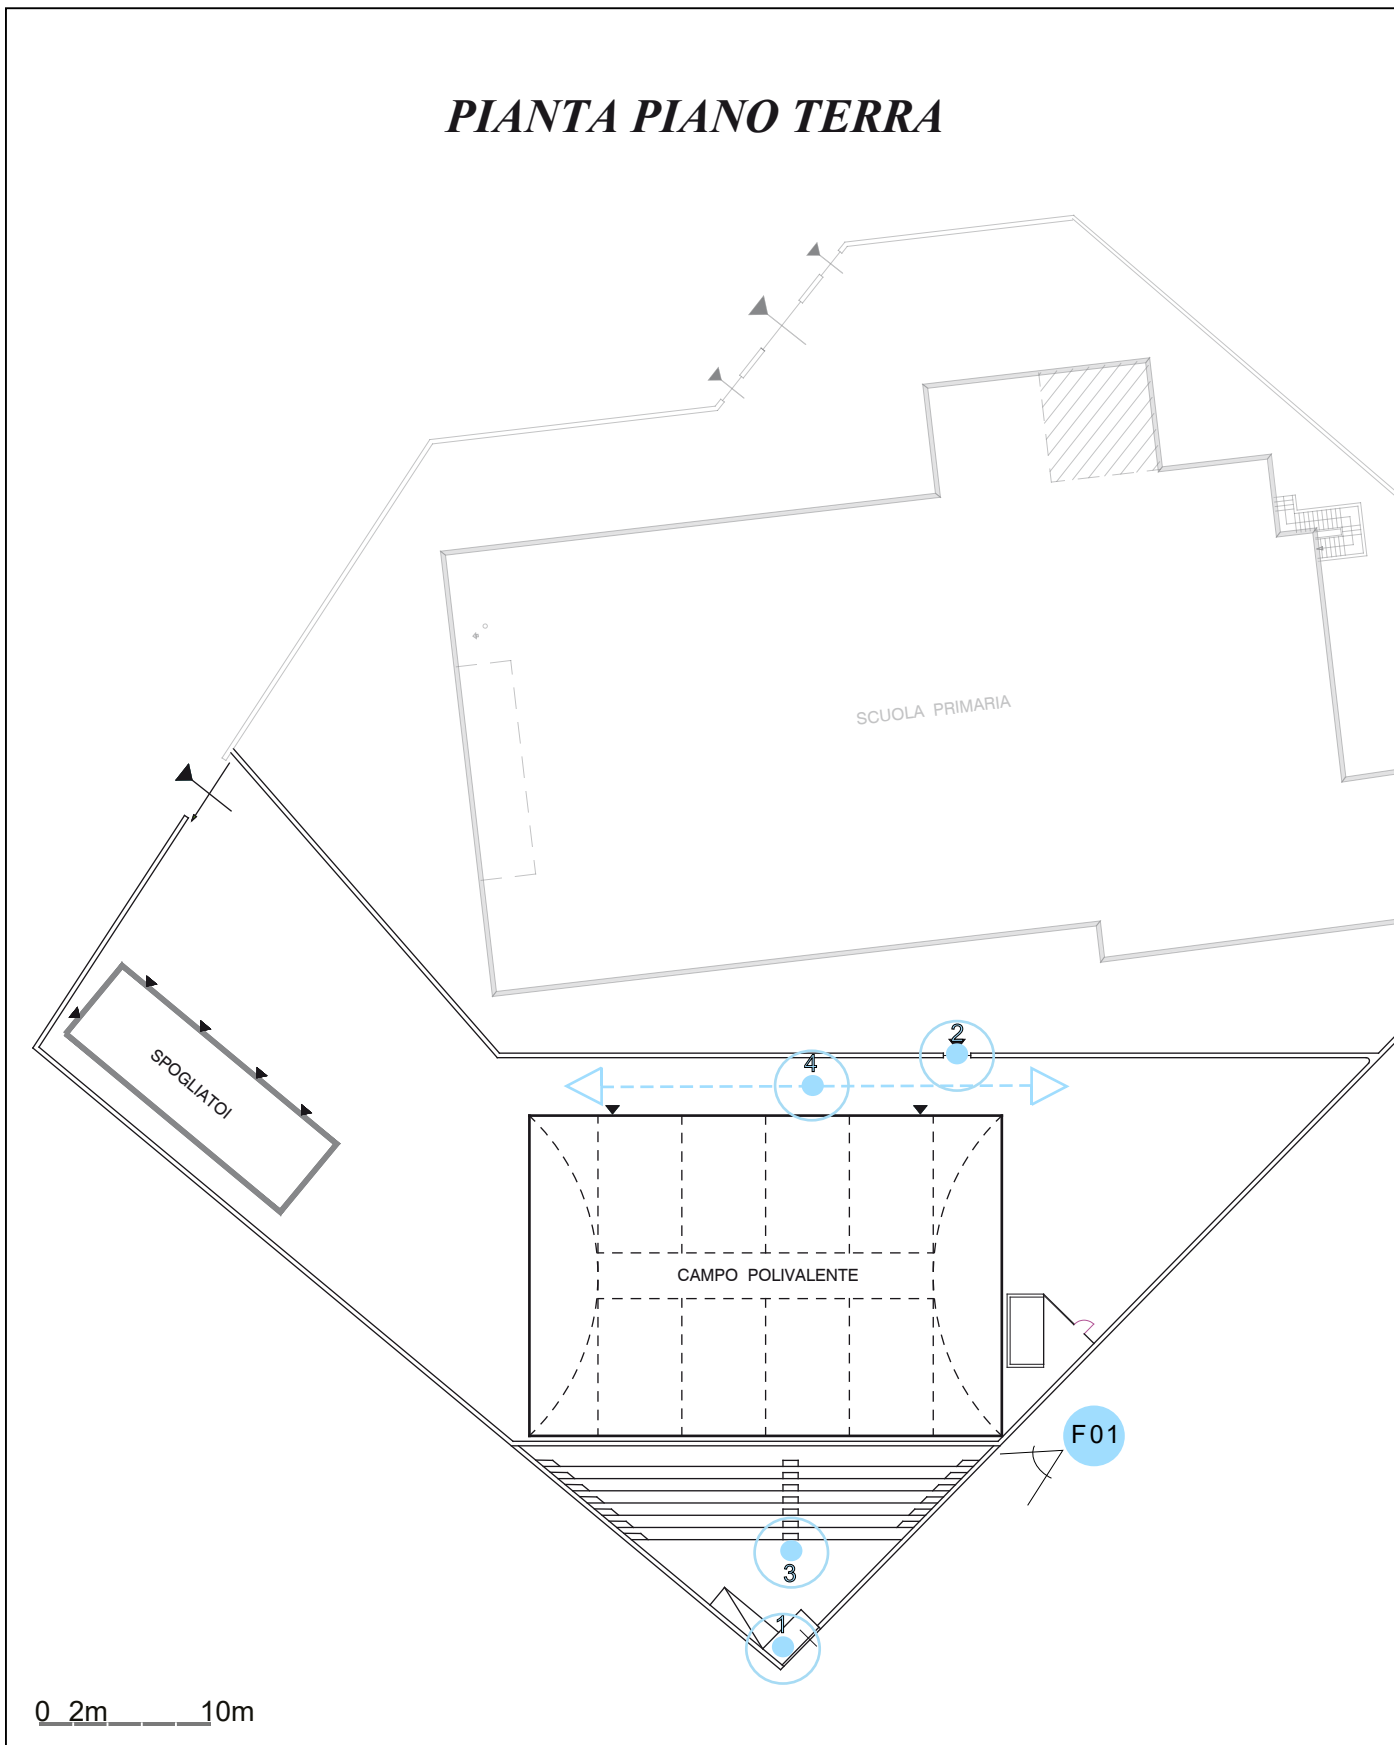 PIANTA PIANO TERRA
SCUOLA PRIMARIA
2
4
SPOGLIATOI
CAMPO POLIVALENTE
F01
3
1
0 2m 10m